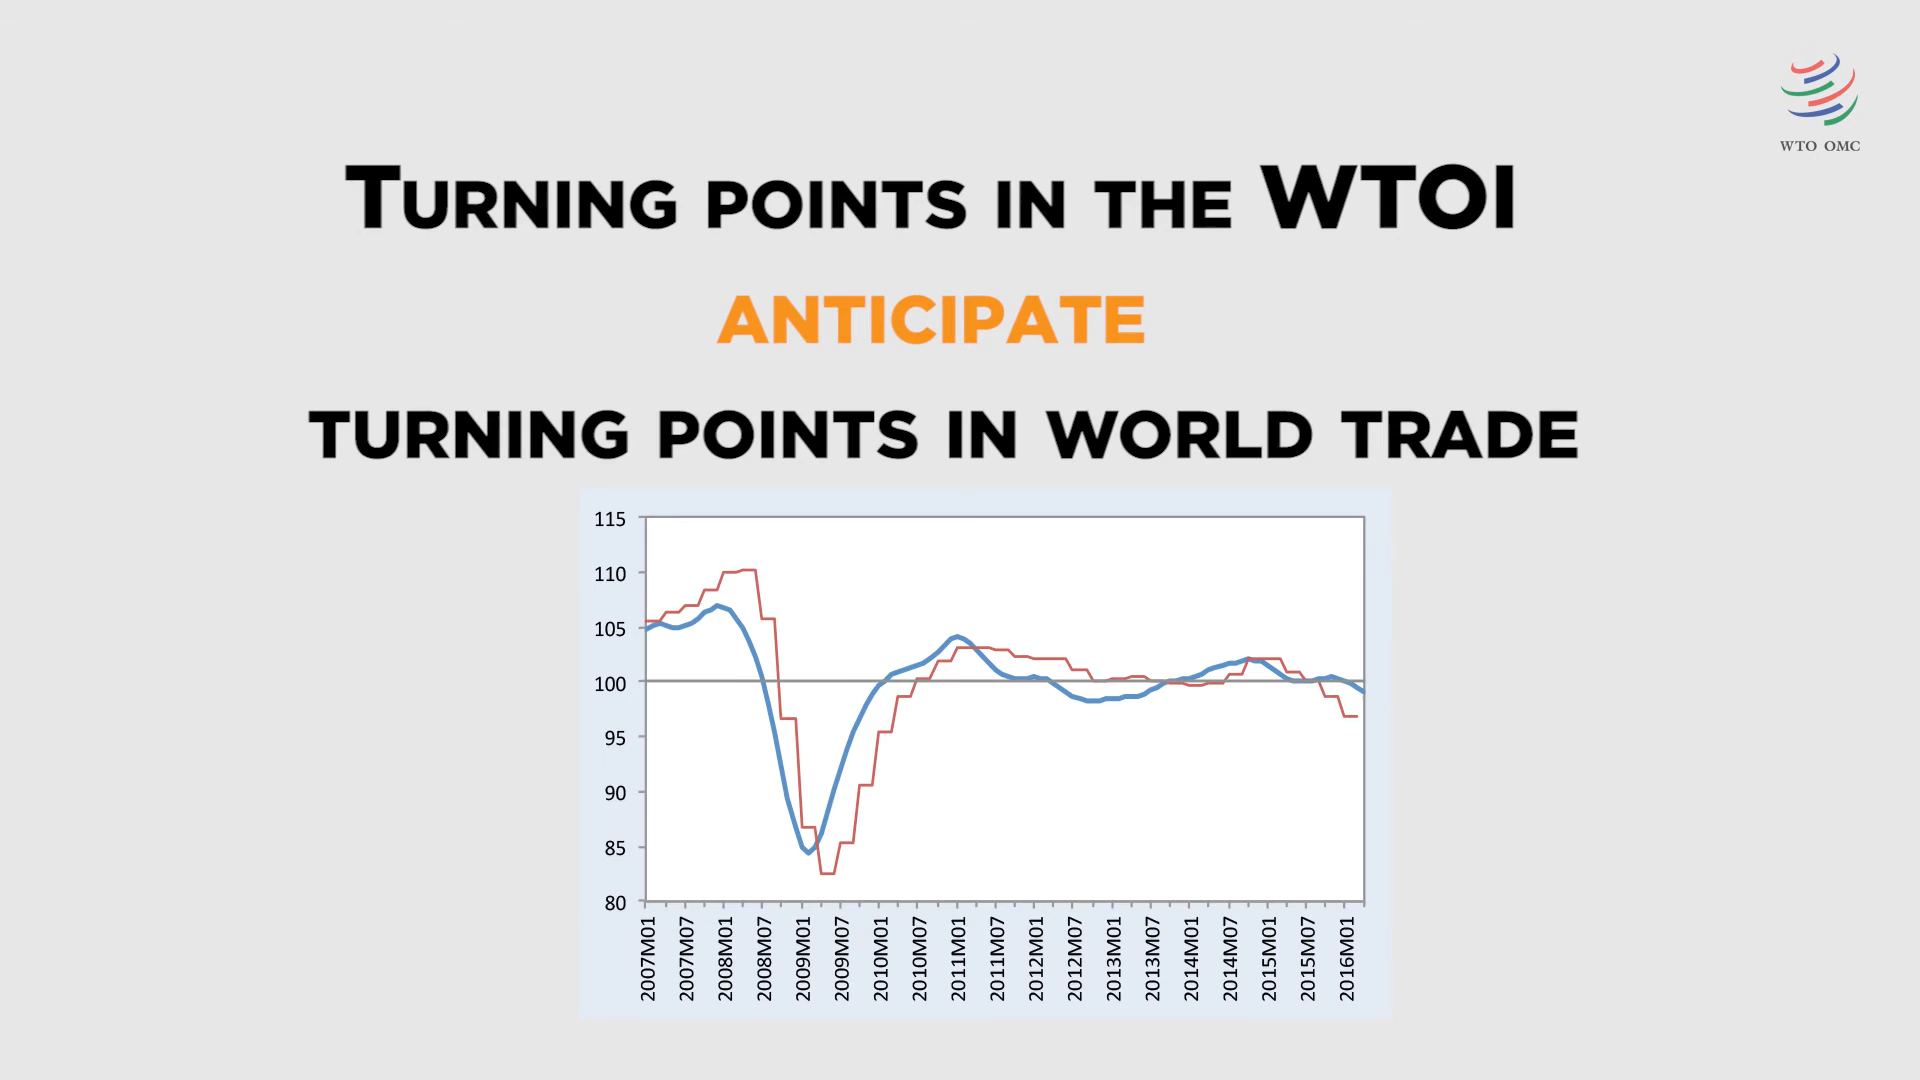 WTO OMC
Turning points in the WTOI
anticipate
turning points in world trade
115
110
105
100
95
90
85
80
2007M01
2007M07
2008M01
2008M07
2009M01
2009M07
2010M01
2010M07
2011M01
2011M07
2012M01
2012M07
2013M01
2013M07
2014M01
2014M07
2015M01
2015M07
2016M01